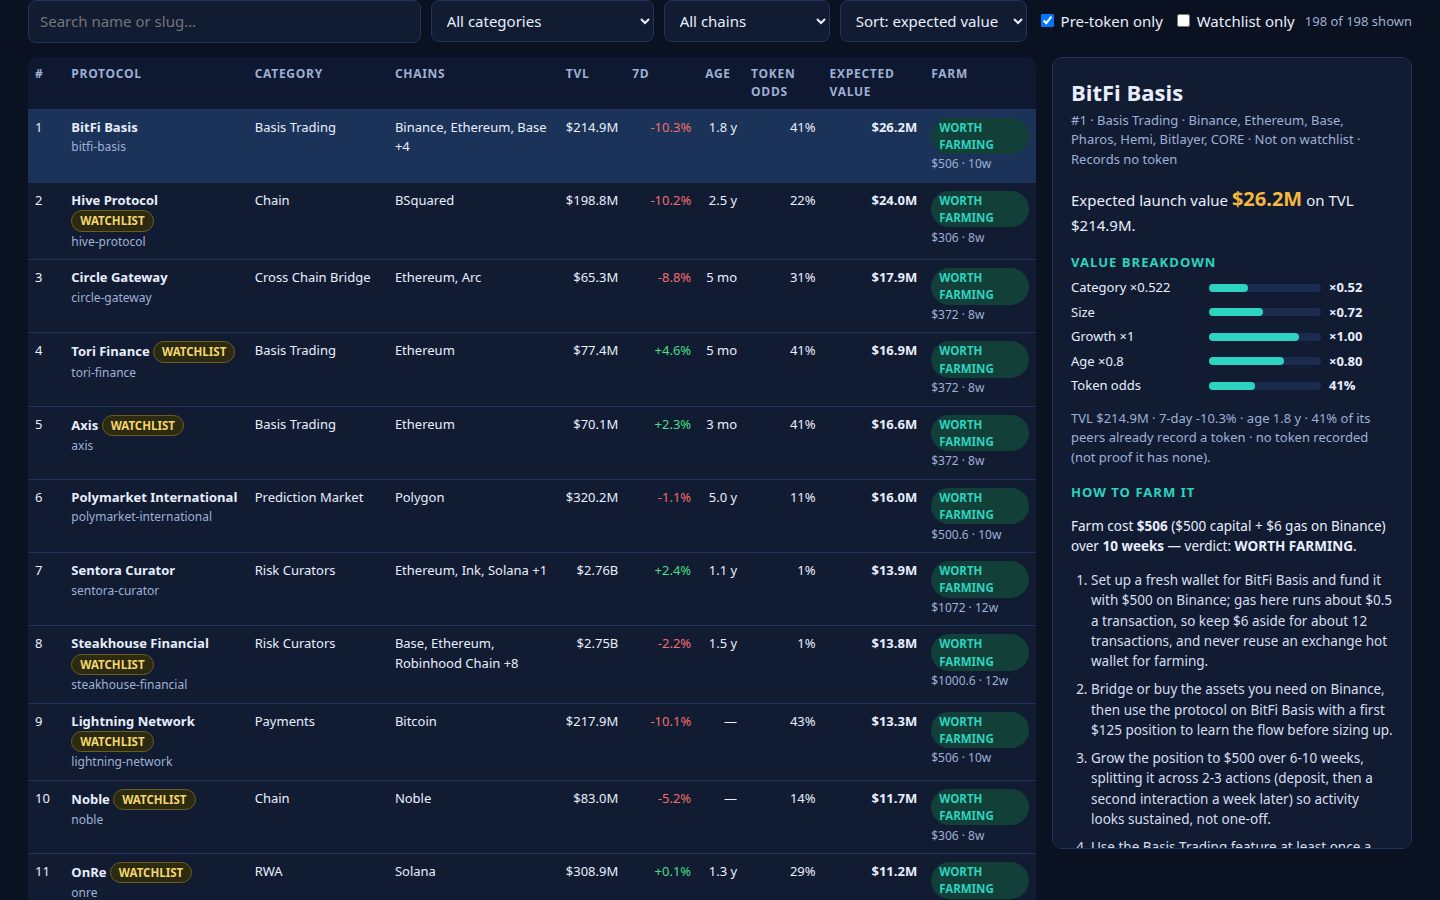 Search name or slug...
All categories
All chains
Sort: expected value
Pre-token only
Watchlist only
198 of 198 shown
# PROTOCOL CATEGORY CHAINS TVL 7D AGE TOKEN ODDS EXPECTED VALUE FARM
1 BitFi Basis Basis Trading Binance, Ethereum, Base $214.9M -10.3% 1.8 y 41% $26.2M WORTH FARMING
bitfi-basis +4 $506 · 10w
2 Hive Protocol Chain BSquared $198.8M -10.2% 2.5 y 22% $24.0M WORTH FARMING
WATCHLIST
hive-protocol $306 · 8w
3 Circle Gateway Cross Chain Bridge Ethereum, Arc $65.3M -8.8% 5 mo 31% $17.9M WORTH FARMING
circle-gateway $372 · 8w
4 Tori Finance WATCHLIST Basis Trading Ethereum $77.4M +4.6% 5 mo 41% $16.9M WORTH FARMING
tori-finance $372 · 8w
5 Axis WATCHLIST Basis Trading Ethereum $70.1M +2.3% 3 mo 41% $16.6M WORTH FARMING
axis $372 · 8w
6 Polymarket International Prediction Market Polygon $320.2M -1.1% 5.0 y 11% $16.0M WORTH FARMING
polymarket-international $500.6 · 10w
7 Sentora Curator Risk Curators Ethereum, Ink, Solana +1 $2.76B +2.4% 1.1 y 1% $13.9M WORTH FARMING
sentora-curator $1072 · 12w
8 Steakhouse Financial Risk Curators Base, Ethereum, $2.75B -2.2% 1.5 y 1% $13.8M WORTH FARMING
WATCHLIST Robinhood Chain +8
steakhouse-financial $1000.6 · 12w
9 Lightning Network Payments Bitcoin $217.9M -10.1% — 43% $13.3M WORTH FARMING
WATCHLIST
lightning-network $506 · 10w
10 Noble WATCHLIST Chain Noble $83.0M -5.2% — 14% $11.7M WORTH FARMING
noble $306 · 8w
11 OnRe WATCHLIST RWA Solana $308.9M +0.1% 1.3 y 29% $11.2M WORTH FARMING
onre
BitFi Basis
#1 · Basis Trading · Binance, Ethereum, Base,
Pharos, Hemi, Bitlayer, CORE · Not on watchlist ·
Records no token
Expected launch value $26.2M on TVL
$214.9M.
VALUE BREAKDOWN
Category ×0.522 ×0.52
Size ×0.72
Growth ×1 ×1.00
Age ×0.8 ×0.80
Token odds 41%
TVL $214.9M · 7-day -10.3% · age 1.8 y · 41% of its
peers already record a token · no token recorded
(not proof it has none).
HOW TO FARM IT
Farm cost $506 ($500 capital + $6 gas on Binance)
over 10 weeks — verdict: WORTH FARMING.
1. Set up a fresh wallet for BitFi Basis and fund it
with $500 on Binance; gas here runs about $0.5
a transaction, so keep $6 aside for about 12
transactions, and never reuse an exchange hot
wallet for farming.
2. Bridge or buy the assets you need on Binance,
then use the protocol on BitFi Basis with a first
$125 position to learn the flow before sizing up.
3. Grow the position to $500 over 6-10 weeks,
splitting it across 2-3 actions (deposit, then a
second interaction a week later) so activity
looks sustained, not one-off.
4. Use the Basis Trading feature at least once a